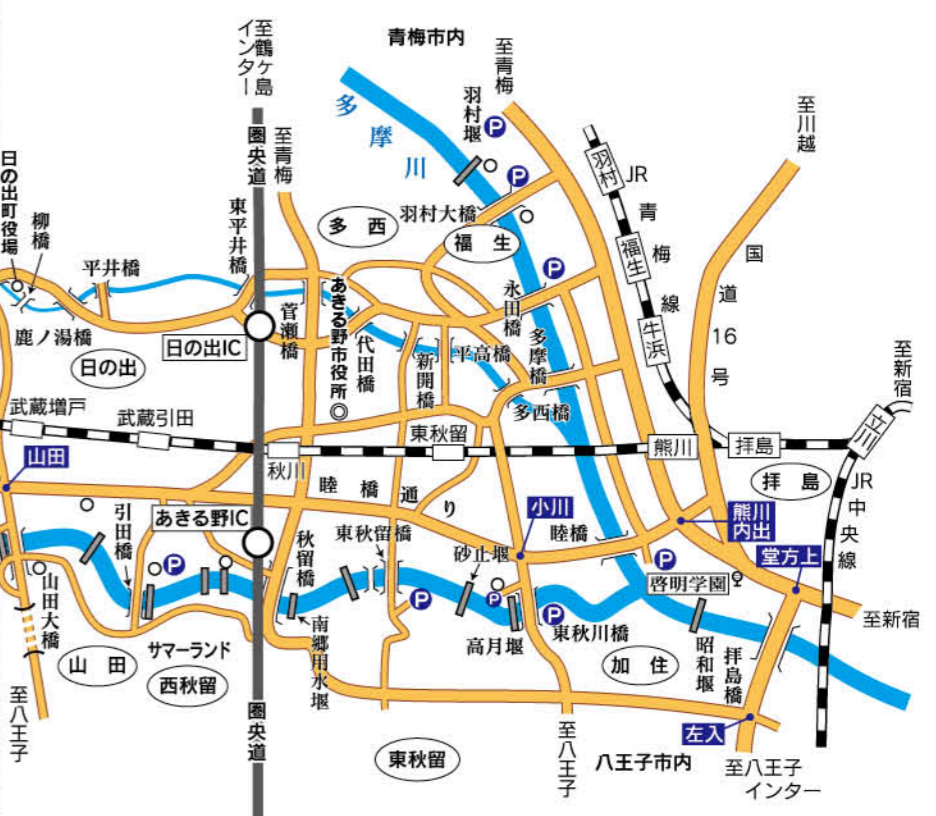 青梅市内
至鶴ヶ島
インター
至青梅
多摩川
羽村堰
P
圏央道
至青梅
至川越
羽村
JR青梅線
日の出町役場
柳橋
東平井橋
多西
羽村大橋
P
福生
福生
平井橋
国道16号
P
永田橋
あきる野市役所
菅瀬橋
鹿ノ湯橋
日の出IC
代田橋
新開橋
平高橋
多摩橋
牛浜
至新宿
日の出
多西橋
武蔵増戸
武蔵引田
東秋留
熊川
拝島
立川
山田
秋川
拝島
JR中央線
睦橋通り
小川
熊川
内出
引田橋
あきる野IC
秋留橋
東秋留橋
砂止堰
睦橋
堂方上
P
P
啓明学園
山田大橋
P
P
P
至新宿
南郷用水堰
高月堰
東秋川橋
昭和堰
拝島橋
山田
サマーランド
西秋留
加住
至八王子
圏央道
左入
東秋留
至八王子
八王子市内
至八王子
インター